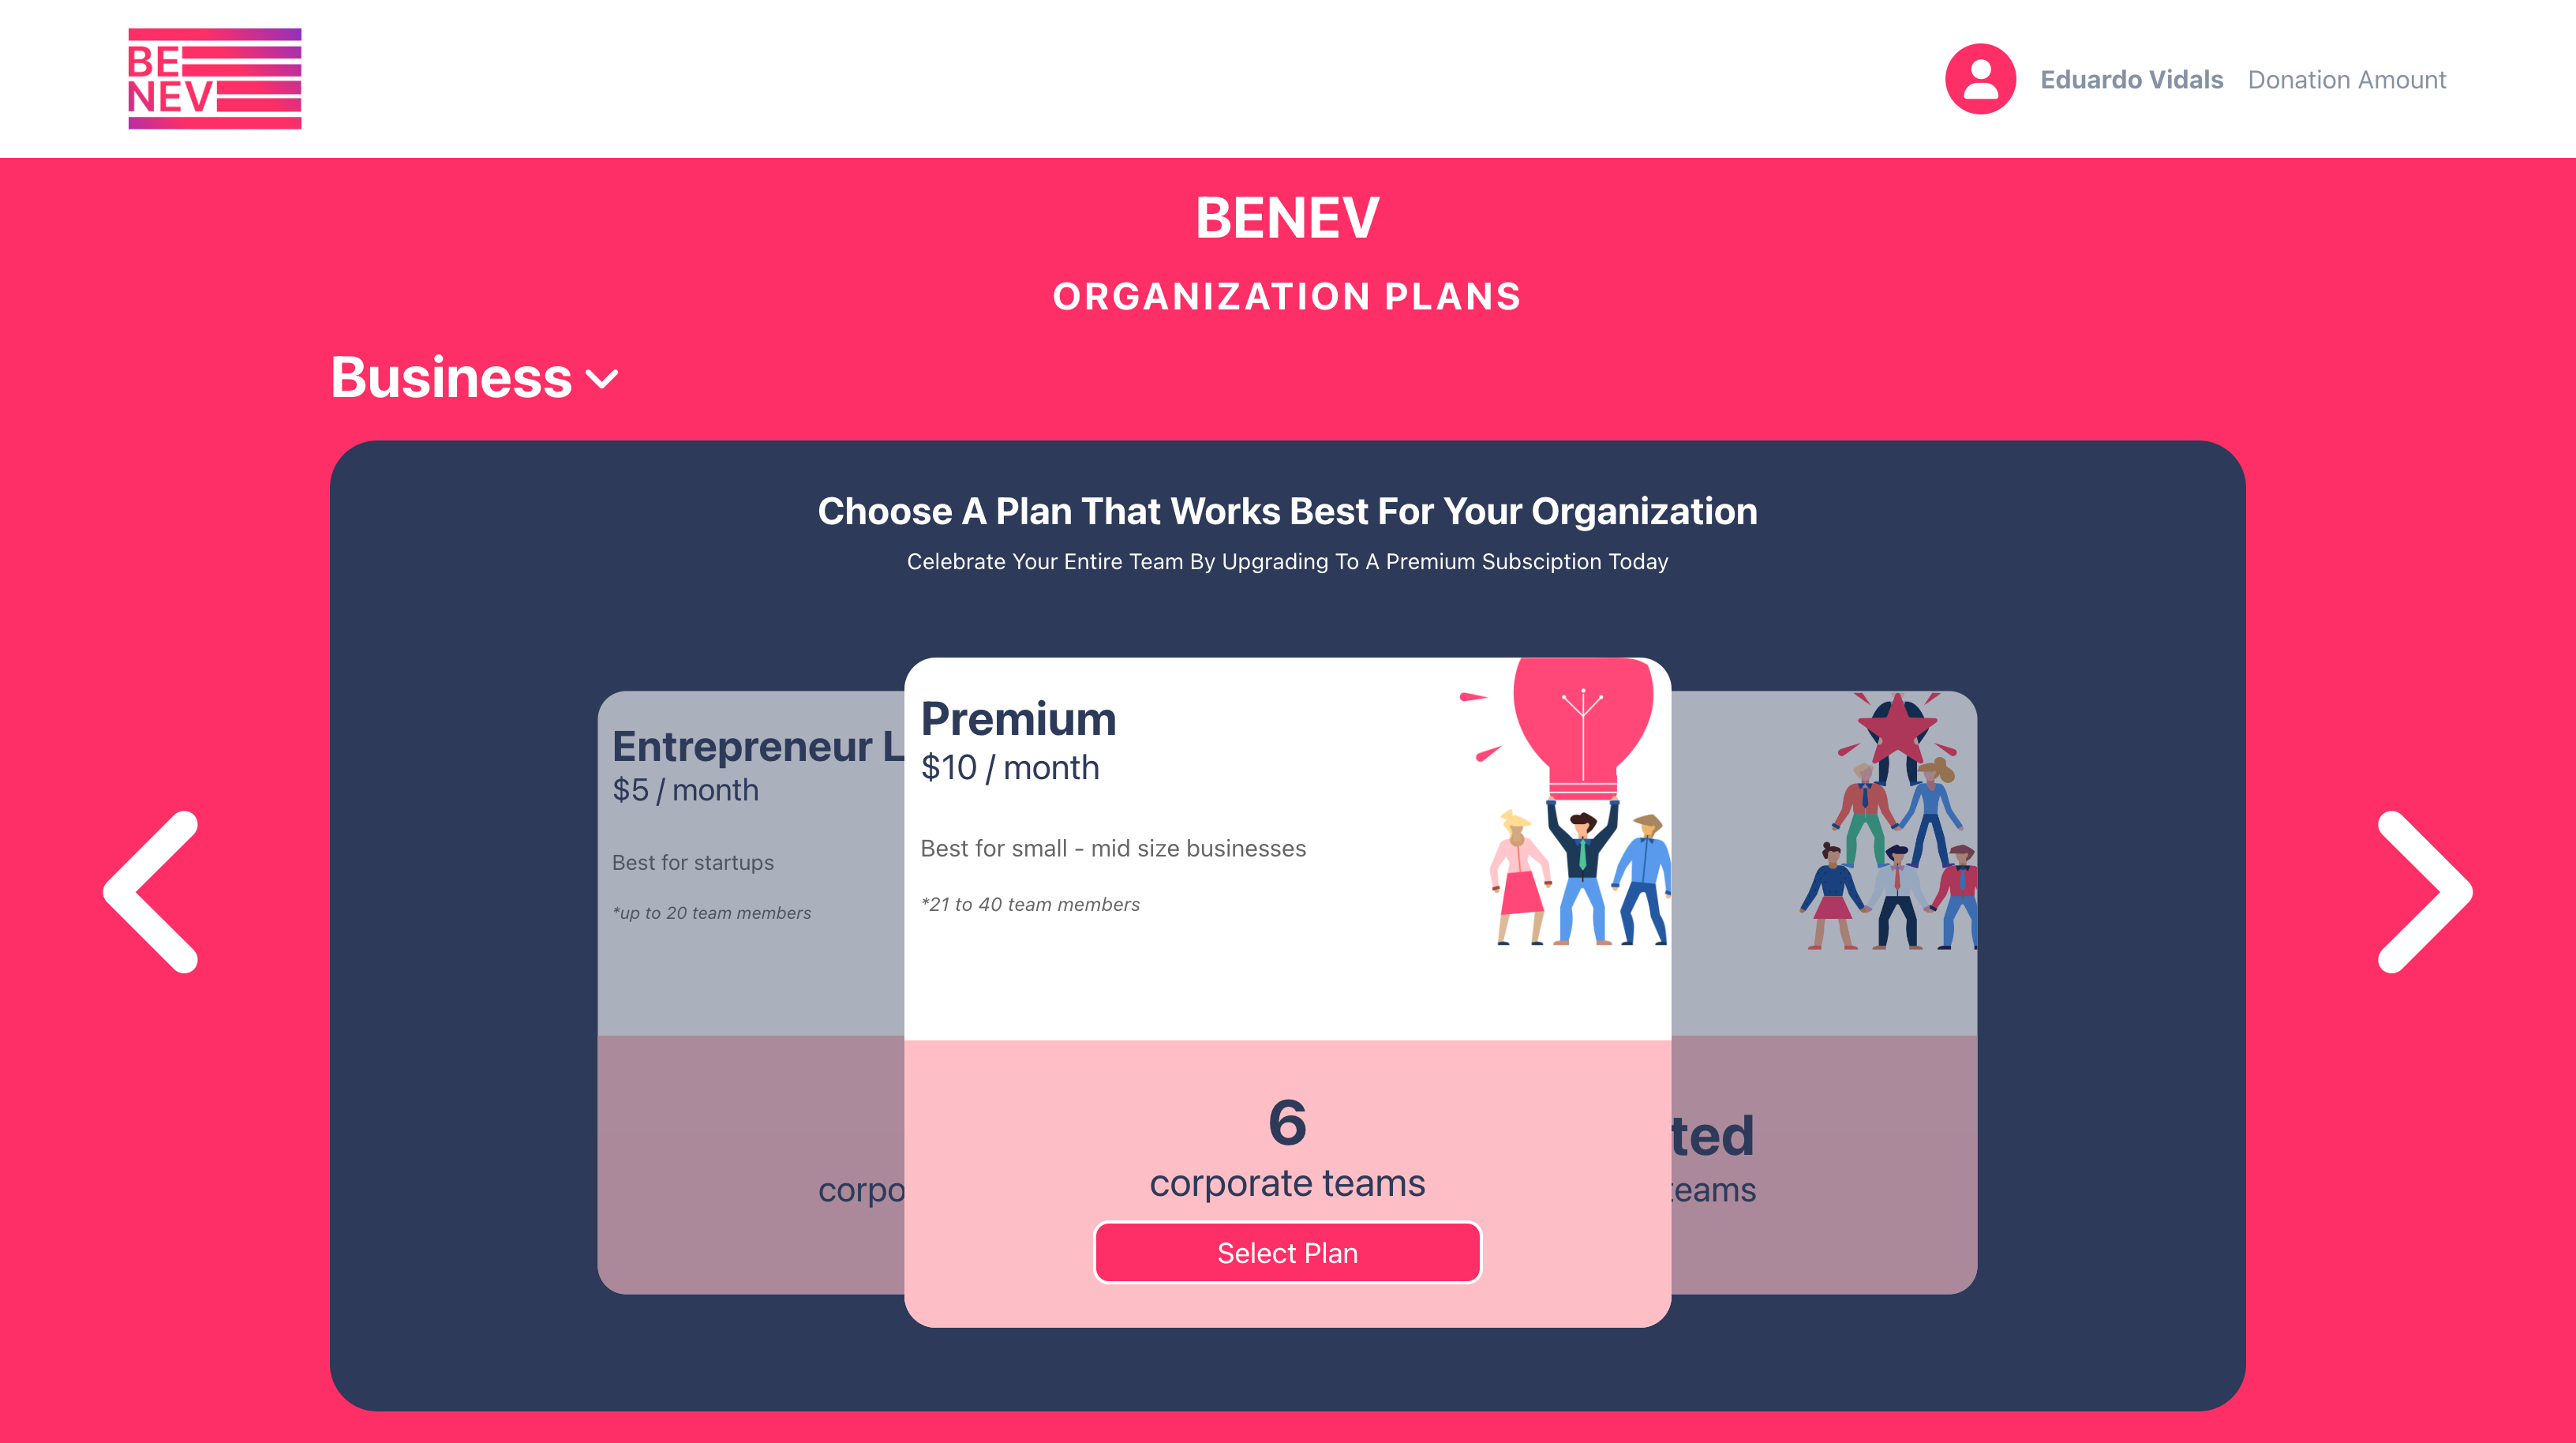 BE
NEV
Eduardo Vidals Donation Amount
BENEV
ORGANIZATION PLANS
Business
Choose A Plan That Works Best For Your Organization
Celebrate Your Entire Team By Upgrading To A Premium Subsciption Today
Entrepreneur L
$5 / month
Best for startups
*up to 20 team members
corpo
Premium
$10 / month
Best for small - mid size businesses
*21 to 40 team members
6
corporate teams
Select Plan
ted
teams